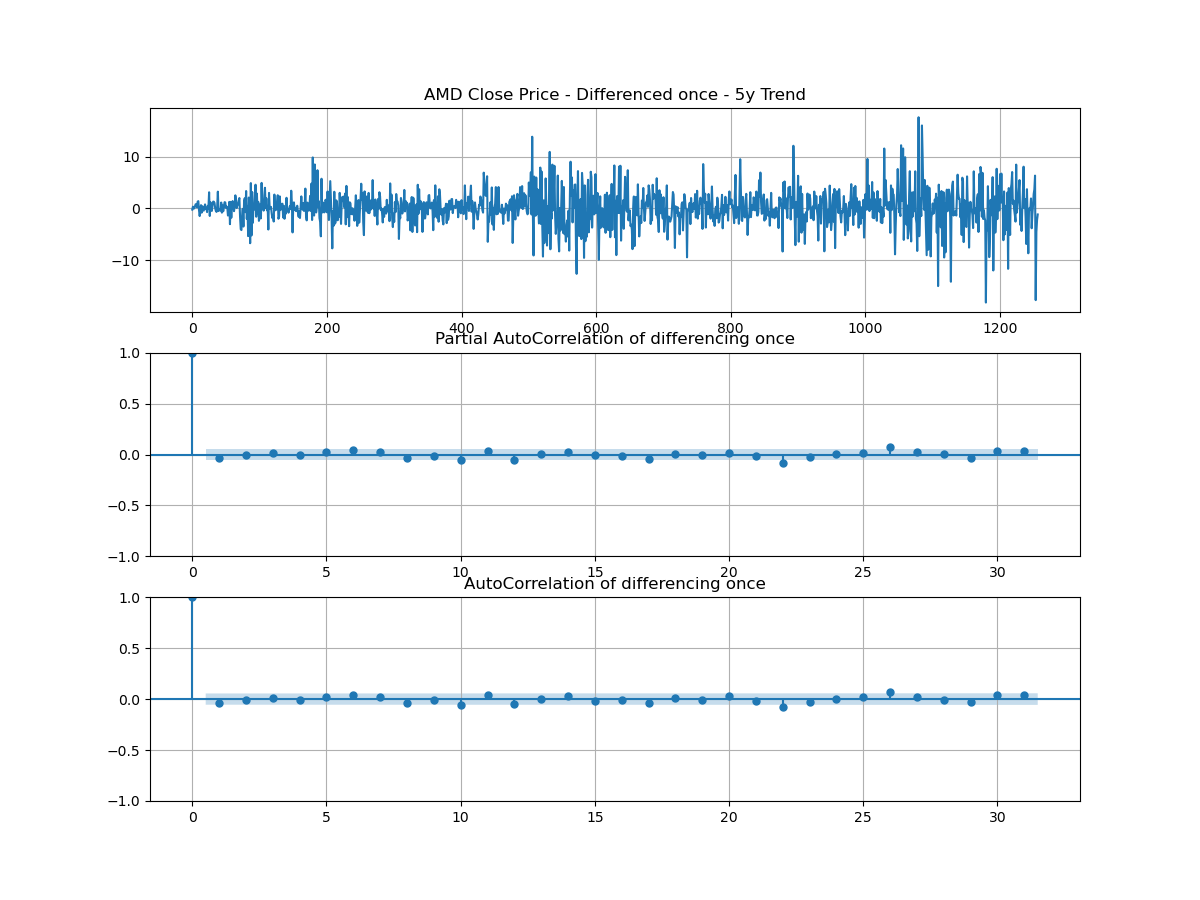 AMD Close Price - Differenced once - 5y Trend
10
0
−10
0 200 400 600 800 1000 1200
Partial AutoCorrelation of differencing once
1.0
0.5
0.0
−0.5
−1.0
0 5 10 15 20 25 30
AutoCorrelation of differencing once
1.0
0.5
0.0
−0.5
−1.0
0 5 10 15 20 25 30